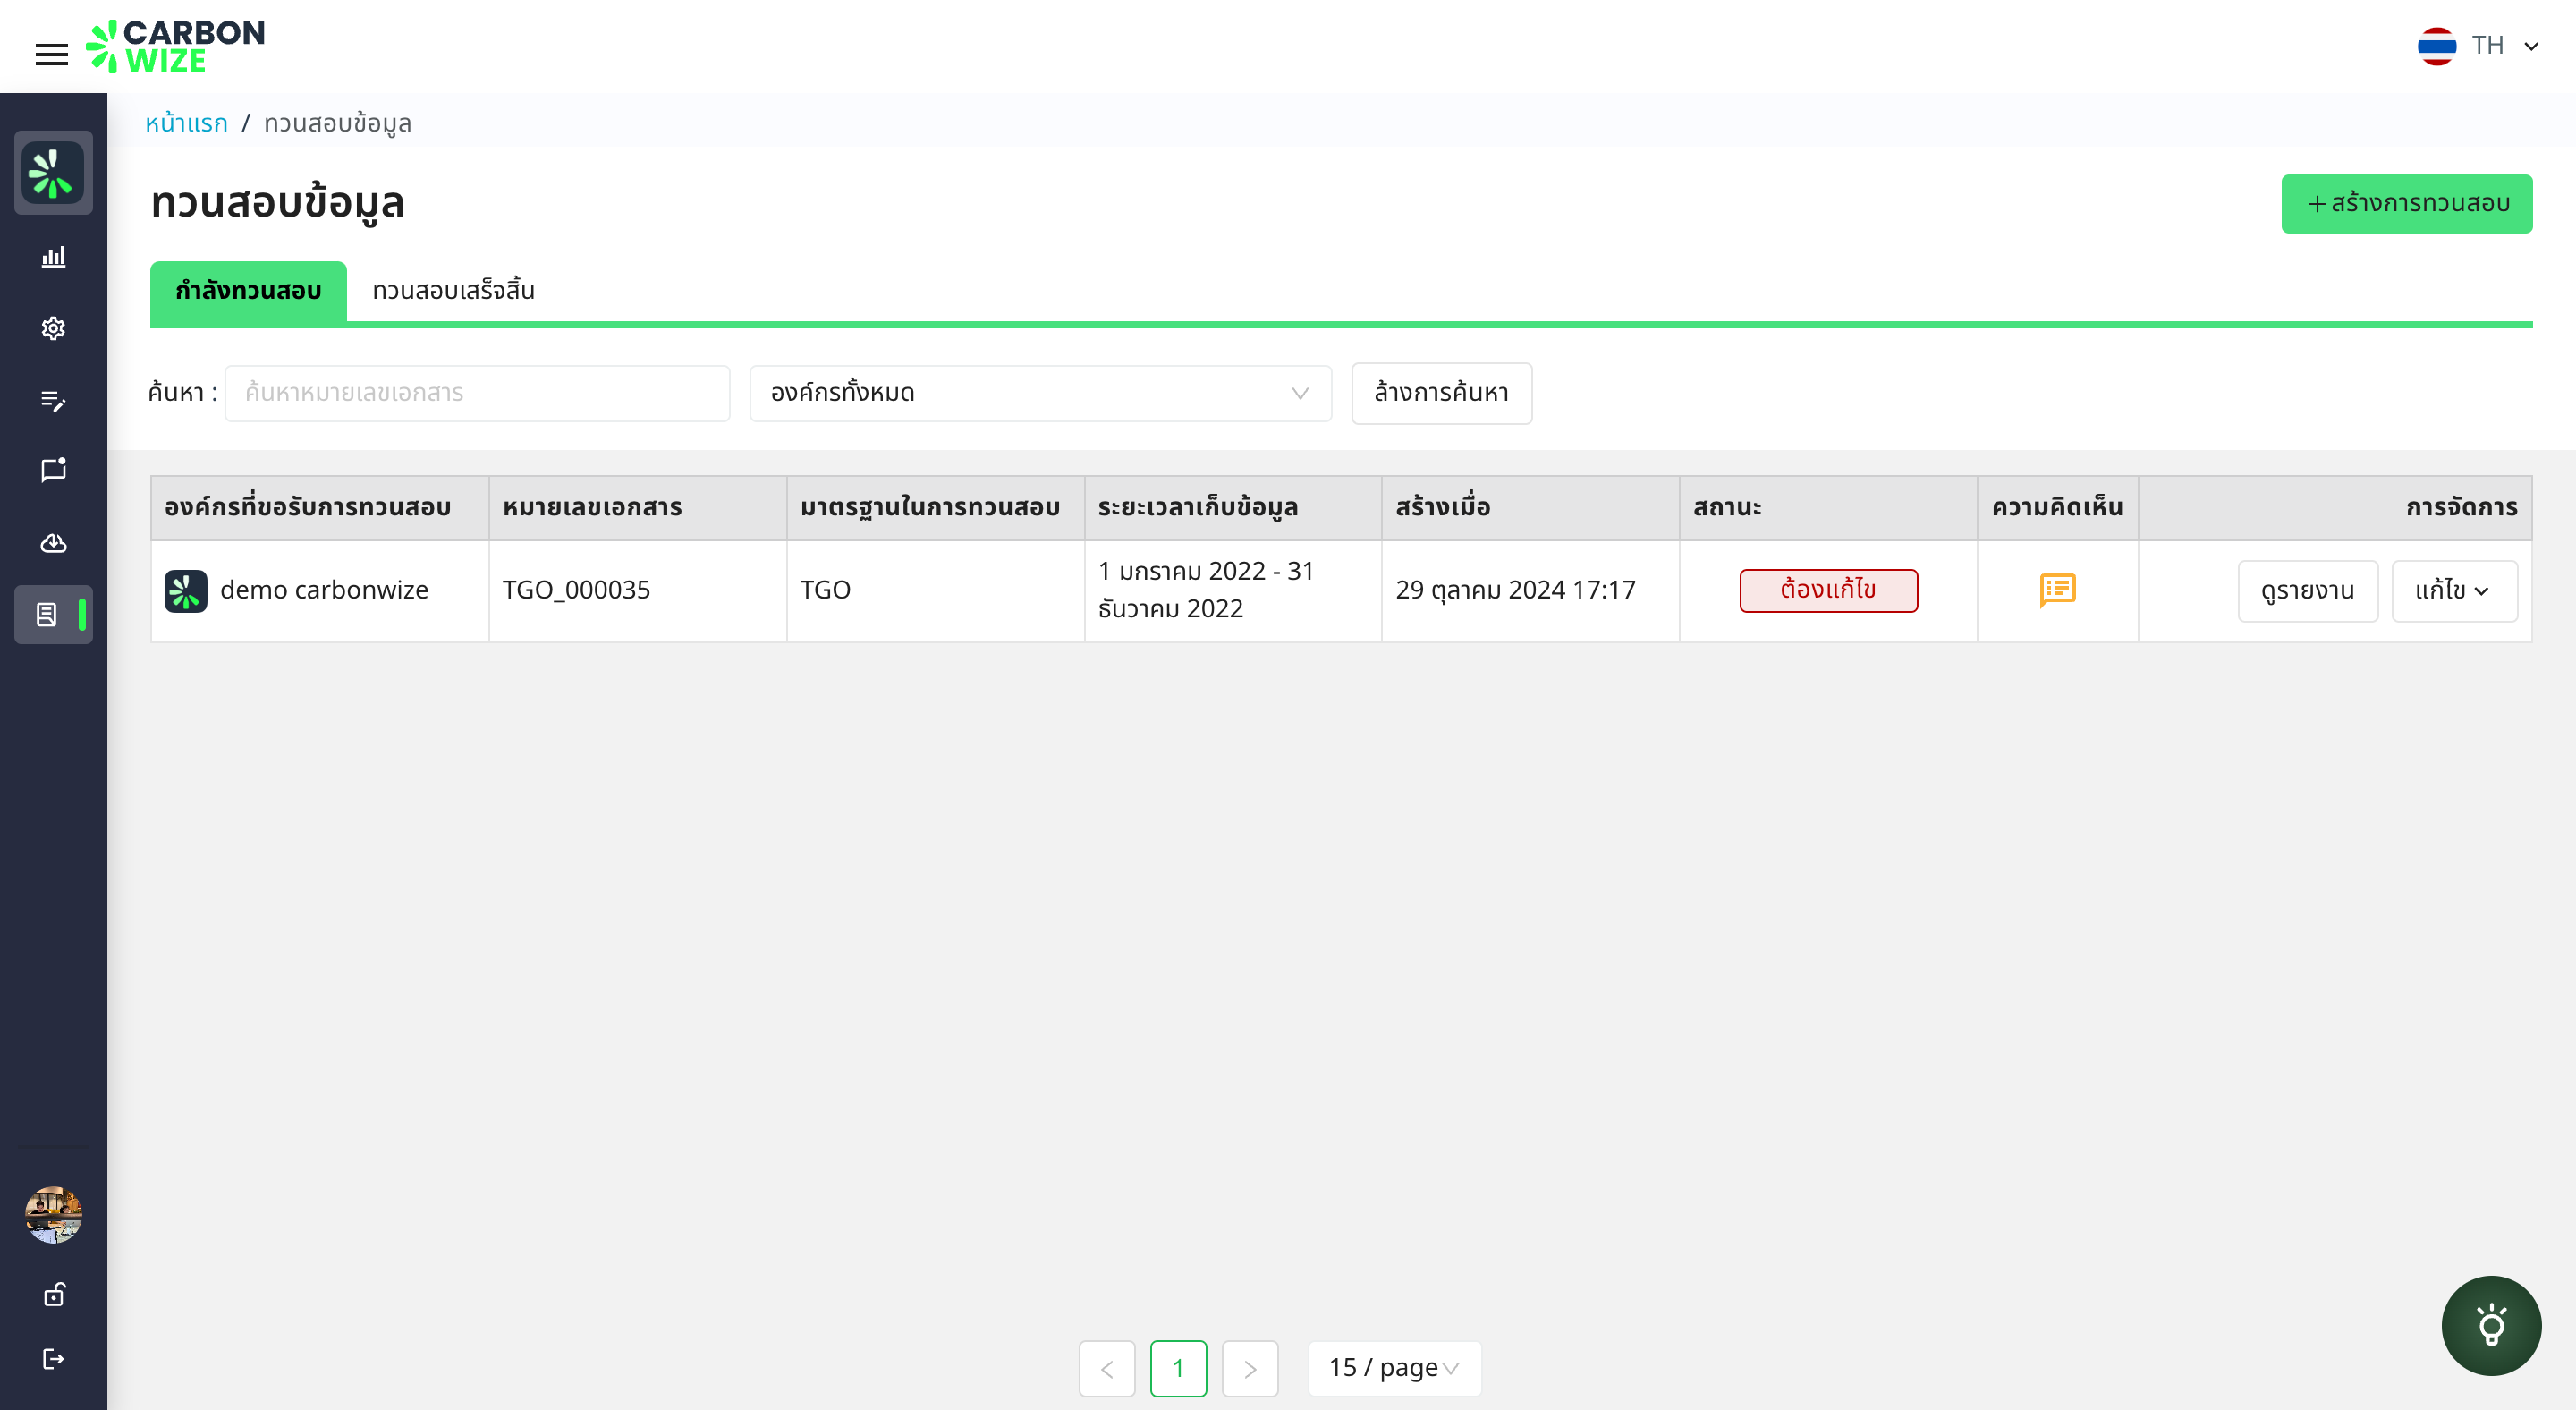 CARBON
WIZE
TH
หน้าแรก / ทวนสอบข้อมูล
ทวนสอบข้อมูล
+ สร้างการทวนสอบ
กำลังทวนสอบ
ทวนสอบเสร็จสิ้น
ค้นหา :
ค้นหาหมายเลขเอกสาร
องค์กรทั้งหมด
ล้างการค้นหา
องค์กรที่ขอรับการทวนสอบ
หมายเลขเอกสาร
มาตรฐานในการทวนสอบ
ระยะเวลาเก็บข้อมูล
สร้างเมื่อ
สถานะ
ความคิดเห็น
การจัดการ
demo carbonwize
TGO_000035
TGO
1 มกราคม 2022 - 31
ธันวาคม 2022
29 ตุลาคม 2024 17:17
ต้องแก้ไข
ดูรายงาน
แก้ไข
1
15 / page